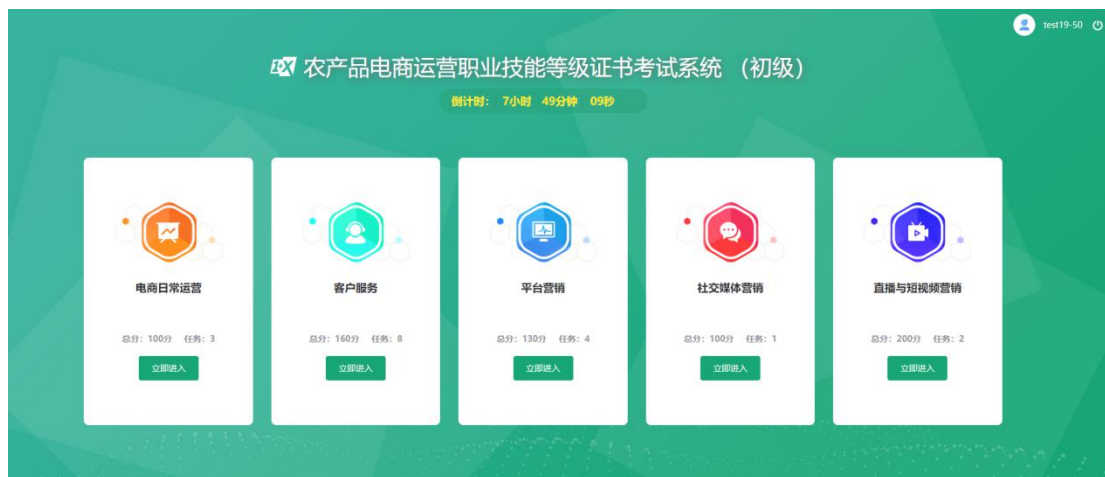 test19-50
农产品电商运营职业技能等级证书考试系统 （初级）
倒计时： 7小时 49分钟 09秒
电商日常运营
总分：100分 任务：3
立即进入
客户服务
总分：160分 任务：8
立即进入
平台营销
总分：130分 任务：4
立即进入
社交媒体营销
总分：100分 任务：1
立即进入
直播与短视频营销
总分：200分 任务：2
立即进入